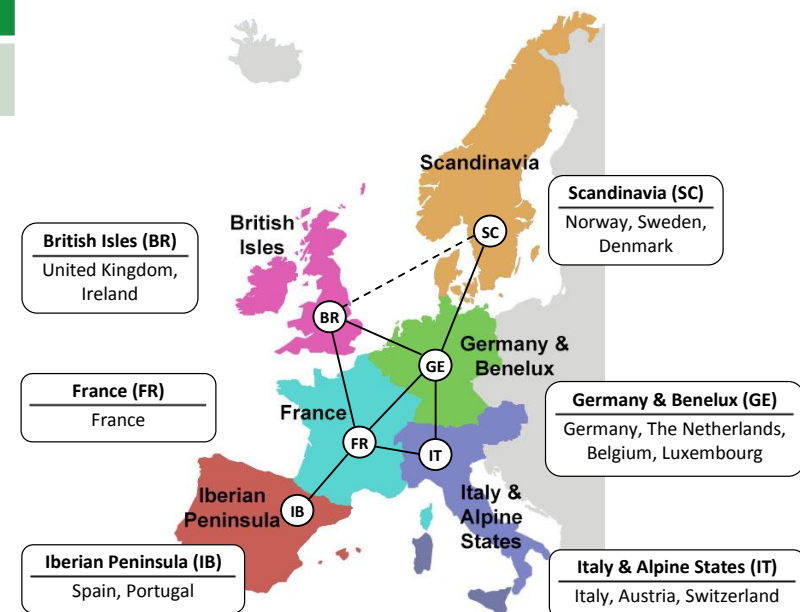 Scandinavia
Scandinavia (SC)
Norway, Sweden,
Denmark
British
Isles
British Isles (BR)
United Kingdom,
Ireland
SC
BR
Germany &
Benelux
GE
France (FR)
France
France
Germany & Benelux (GE)
Germany, The Netherlands,
Belgium, Luxembourg
FR
IT
Iberian
Peninsula
IB
Italy &
Alpine
States
Iberian Peninsula (IB)
Spain, Portugal
Italy & Alpine States (IT)
Italy, Austria, Switzerland